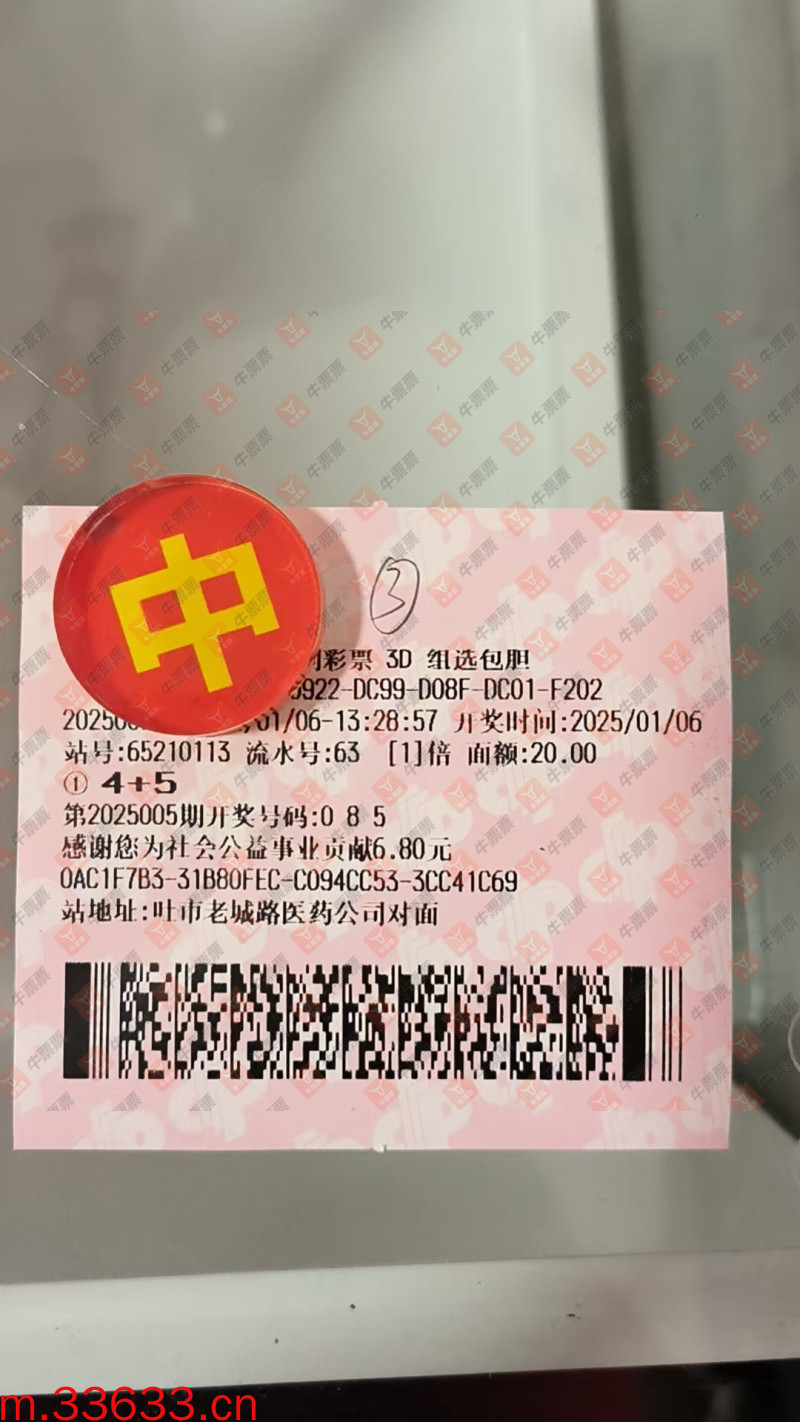 中
③
彩票 3D 组选包胆
922-DC99-D08F-DC01-F202
202500 /01/06-13:28:57 开奖时间:2025/01/06
站号:65210113 流水号:63 [1]倍 面额:20.00
① 4+5
第2025005期开奖号码:0 8 5
感谢您为社会公益事业贡献6.80元
0AC1F7B3-31B80FEC-C094CC53-3CC41C69
站地址:吐市老城路医药公司对面
牛票票
m.33633.cn